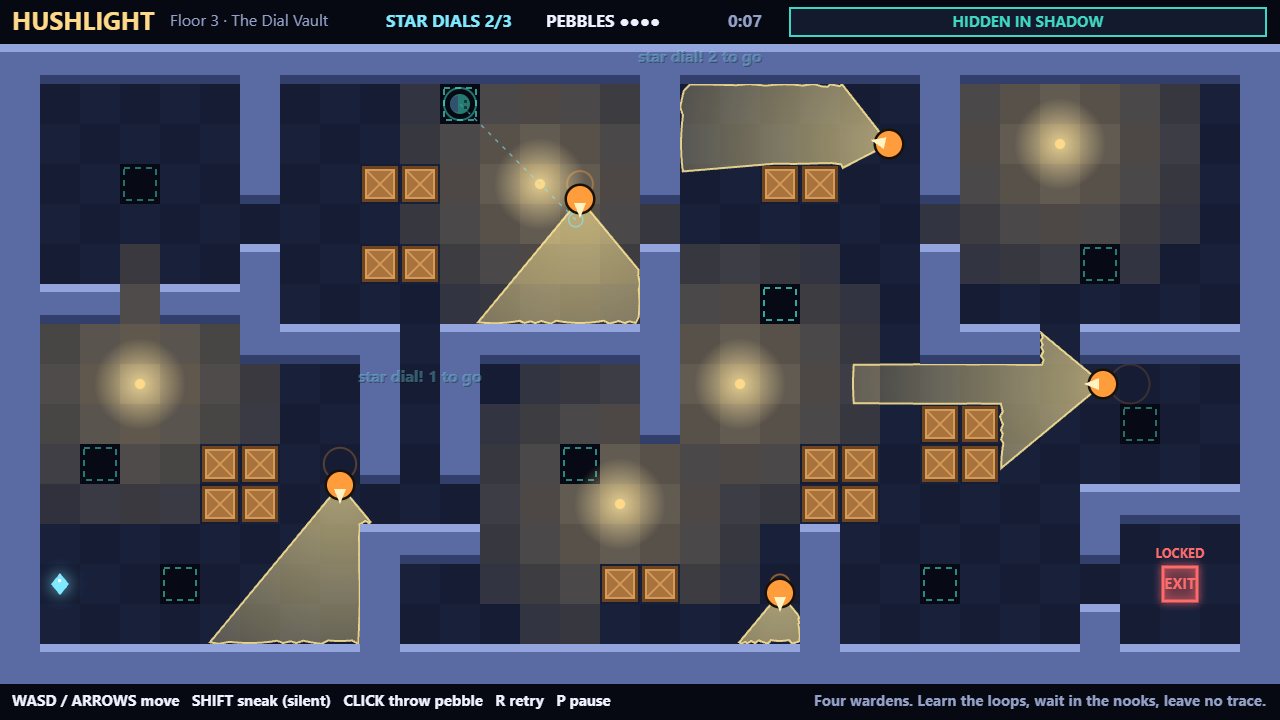 HUSHLIGHT Floor 3 · The Dial Vault STAR DIALS 2/3 PEBBLES ●●●● 0:07 HIDDEN IN SHADOW
star dial! 2 to go
star dial! 1 to go
LOCKED
EXIT
WASD / ARROWS move SHIFT sneak (silent) CLICK throw pebble R retry P pause Four wardens. Learn the loops, wait in the nooks, leave no trace.